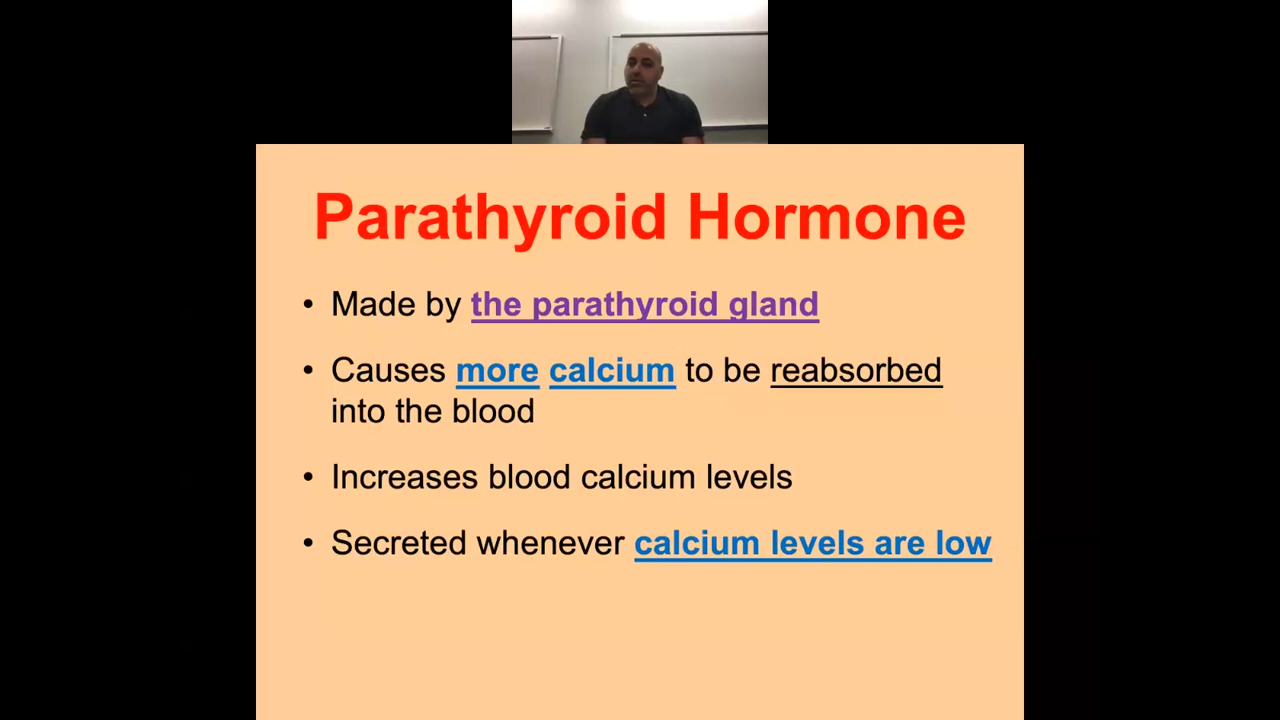 Parathyroid Hormone
• Made by the parathyroid gland
• Causes more calcium to be reabsorbed
into the blood
• Increases blood calcium levels
• Secreted whenever calcium levels are low